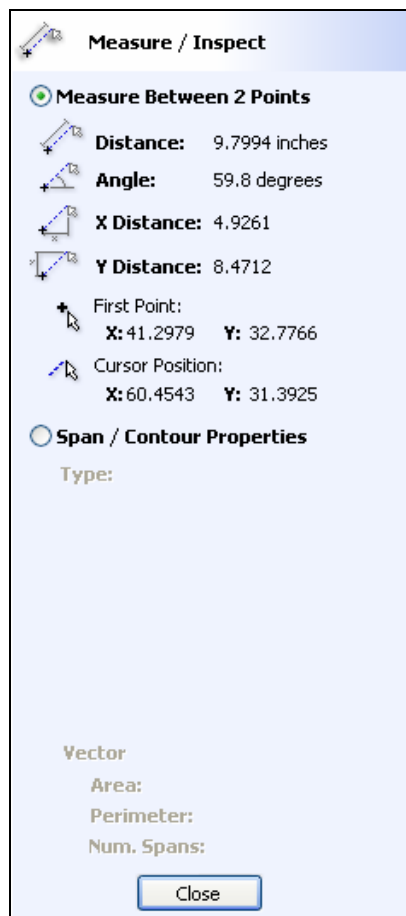 Measure / Inspect
Measure Between 2 Points
Distance: 9.7994 inches
Angle: 59.8 degrees
X Distance: 4.9261
Y Distance: 8.4712
First Point:
X: 41.2979 Y: 32.7766
Cursor Position:
X: 60.4543 Y: 31.3925
Span / Contour Properties
Type:
Vector
Area:
Perimeter:
Num. Spans:
Close